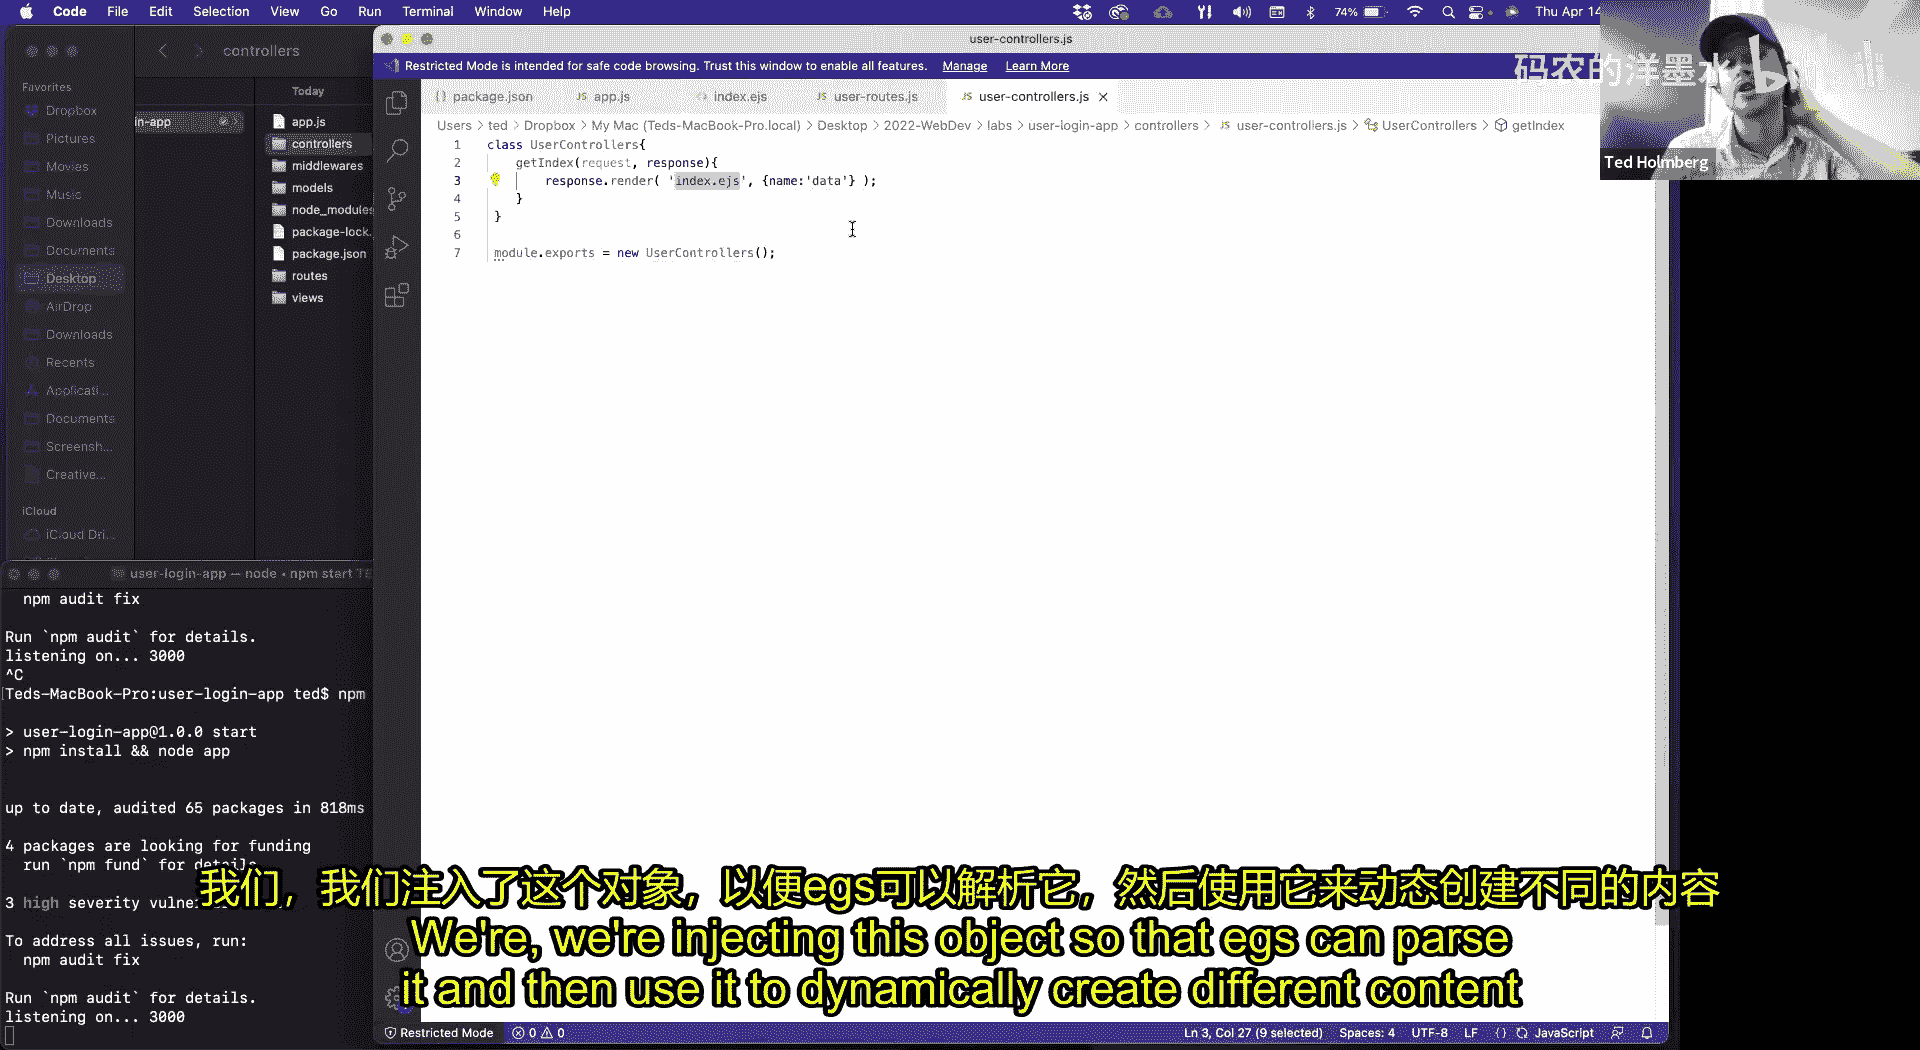 Code File Edit Selection View Go Run Terminal Window Help
74%
Thu Apr 14
controllers
user-controllers.js
Restricted Mode is intended for safe code browsing. Trust this window to enable all features. Manage Learn More
码农的洋墨水
Favorites
Dropbox
Pictures
Movies
Music
Downloads
Documents
Desktop
AirDrop
Downloads
Recents
Applicati...
Documents
Screensh...
Creative...
iCloud
iCloud Dri...
in-app
Today
app.js
controllers
middlewares
models
node_modules
package-lock.
package.json
routes
views
package.json
JS app.js
index.ejs
JS user-routes.js
JS user-controllers.js
Users > ted > Dropbox > My Mac (Teds-MacBook-Pro.local) > Desktop > 2022-WebDev > labs > user-login-app > controllers > JS user-controllers.js > UserControllers > getIndex
1 class UserControllers{
2 getIndex(request, response){
3 response.render( 'index.ejs', {name:'data'} );
4 }
5 }
6
7 module.exports = new UserControllers();
Ted Holmberg
user-login-app — node • npm start
npm audit fix
Run `npm audit` for details.
listening on... 3000
^C
[Teds-MacBook-Pro:user-login-app ted$ npm
> user-login-app@1.0.0 start
> npm install && node app
up to date, audited 65 packages in 818ms
4 packages are looking for funding
run `npm fund` for details
3 high severity vulne
To address all issues, run:
npm audit fix
Run `npm audit` for details.
listening on... 3000
我们，我们注入了这个对象，以便egs可以解析它，然后使用它来动态创建不同的内容
We're, we're injecting this object so that egs can parse
it and then use it to dynamically create different content
Restricted Mode 0 0
Ln 3, Col 27 (9 selected) Spaces: 4 UTF-8 LF {} JavaScript